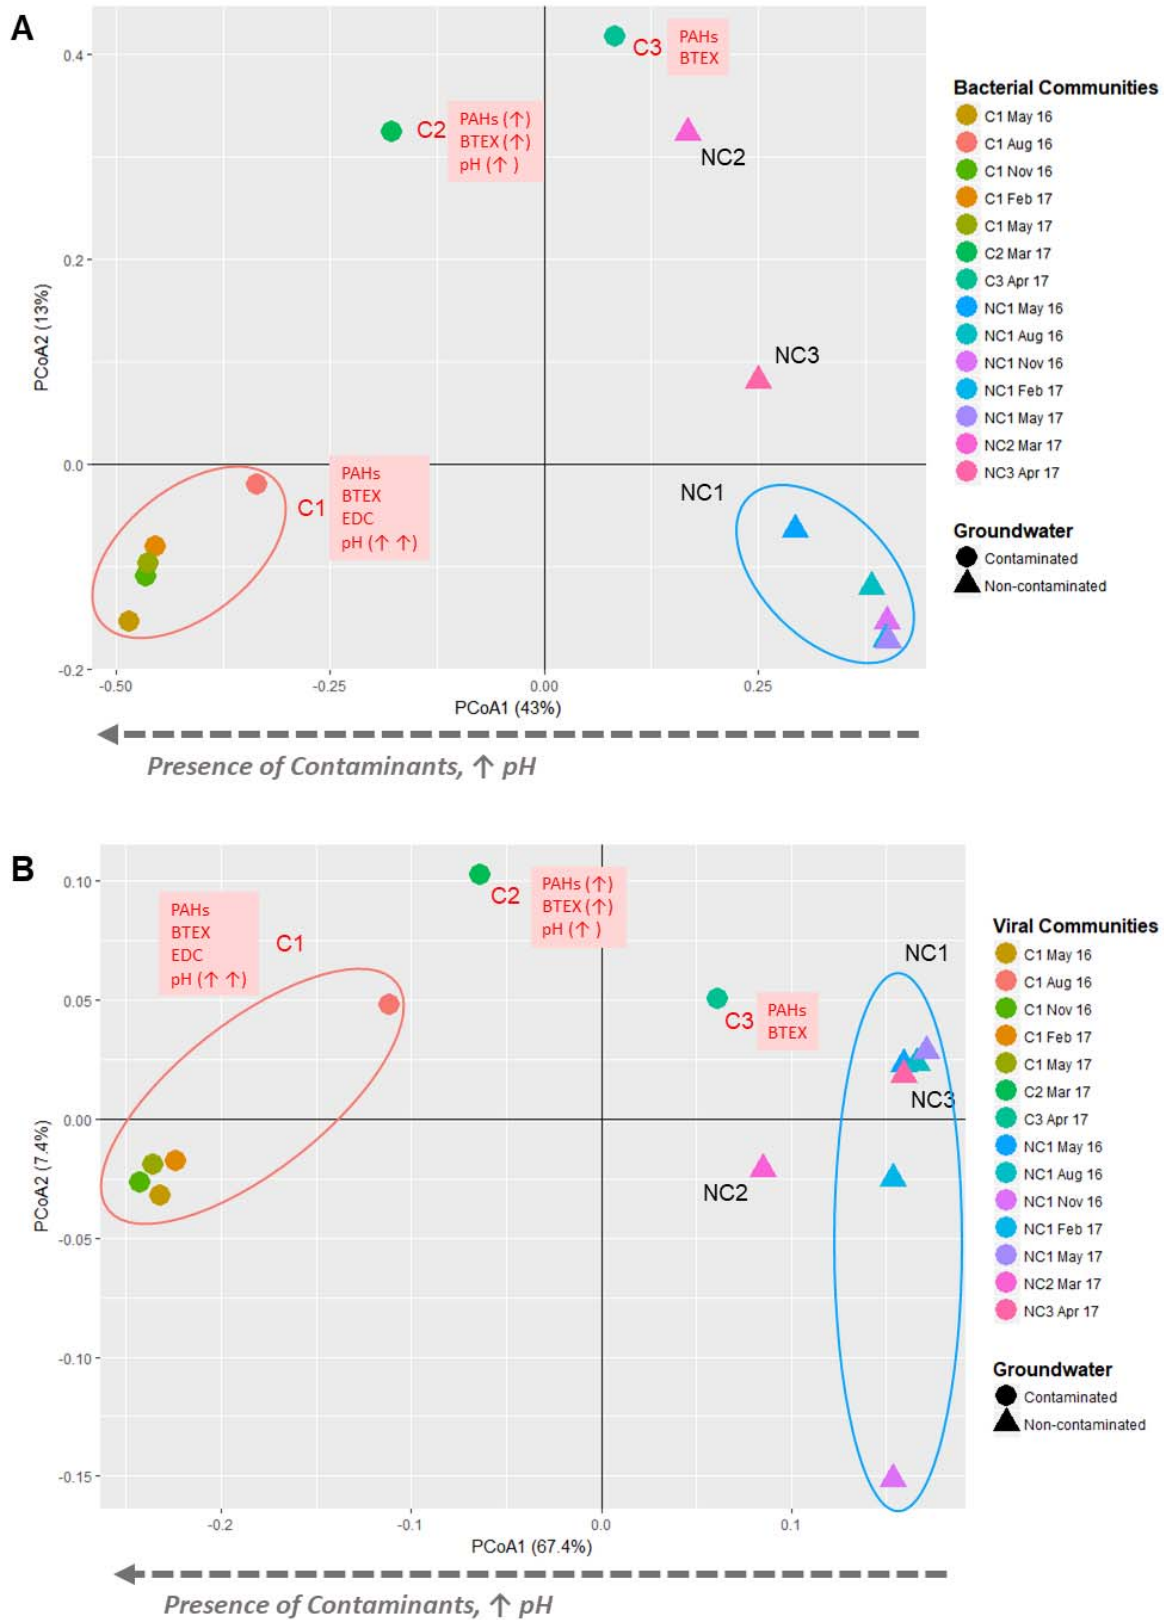 A
0.4
0.2
0.0
-0.2
PCoA2 (13%)
C3
PAHs
BTEX
C2
PAHs (↑)
BTEX (↑)
pH (↑ )
NC2
NC3
C1
PAHs
BTEX
EDC
pH (↑ ↑)
NC1
-0.50
-0.25
0.00
0.25
PCoA1 (43%)
Presence of Contaminants, ↑ pH
Bacterial Communities
C1 May 16
C1 Aug 16
C1 Nov 16
C1 Feb 17
C1 May 17
C2 Mar 17
C3 Apr 17
NC1 May 16
NC1 Aug 16
NC1 Nov 16
NC1 Feb 17
NC1 May 17
NC2 Mar 17
NC3 Apr 17
Groundwater
Contaminated
Non-contaminated
B
0.10
0.05
0.00
-0.05
-0.10
-0.15
PCoA2 (7.4%)
PAHs
BTEX
EDC
pH (↑ ↑)
C1
C2
PAHs (↑)
BTEX (↑)
pH (↑ )
C3
PAHs
BTEX
NC1
NC3
NC2
-0.2
-0.1
0.0
0.1
PCoA1 (67.4%)
Presence of Contaminants, ↑ pH
Viral Communities
C1 May 16
C1 Aug 16
C1 Nov 16
C1 Feb 17
C1 May 17
C2 Mar 17
C3 Apr 17
NC1 May 16
NC1 Aug 16
NC1 Nov 16
NC1 Feb 17
NC1 May 17
NC2 Mar 17
NC3 Apr 17
Groundwater
Contaminated
Non-contaminated